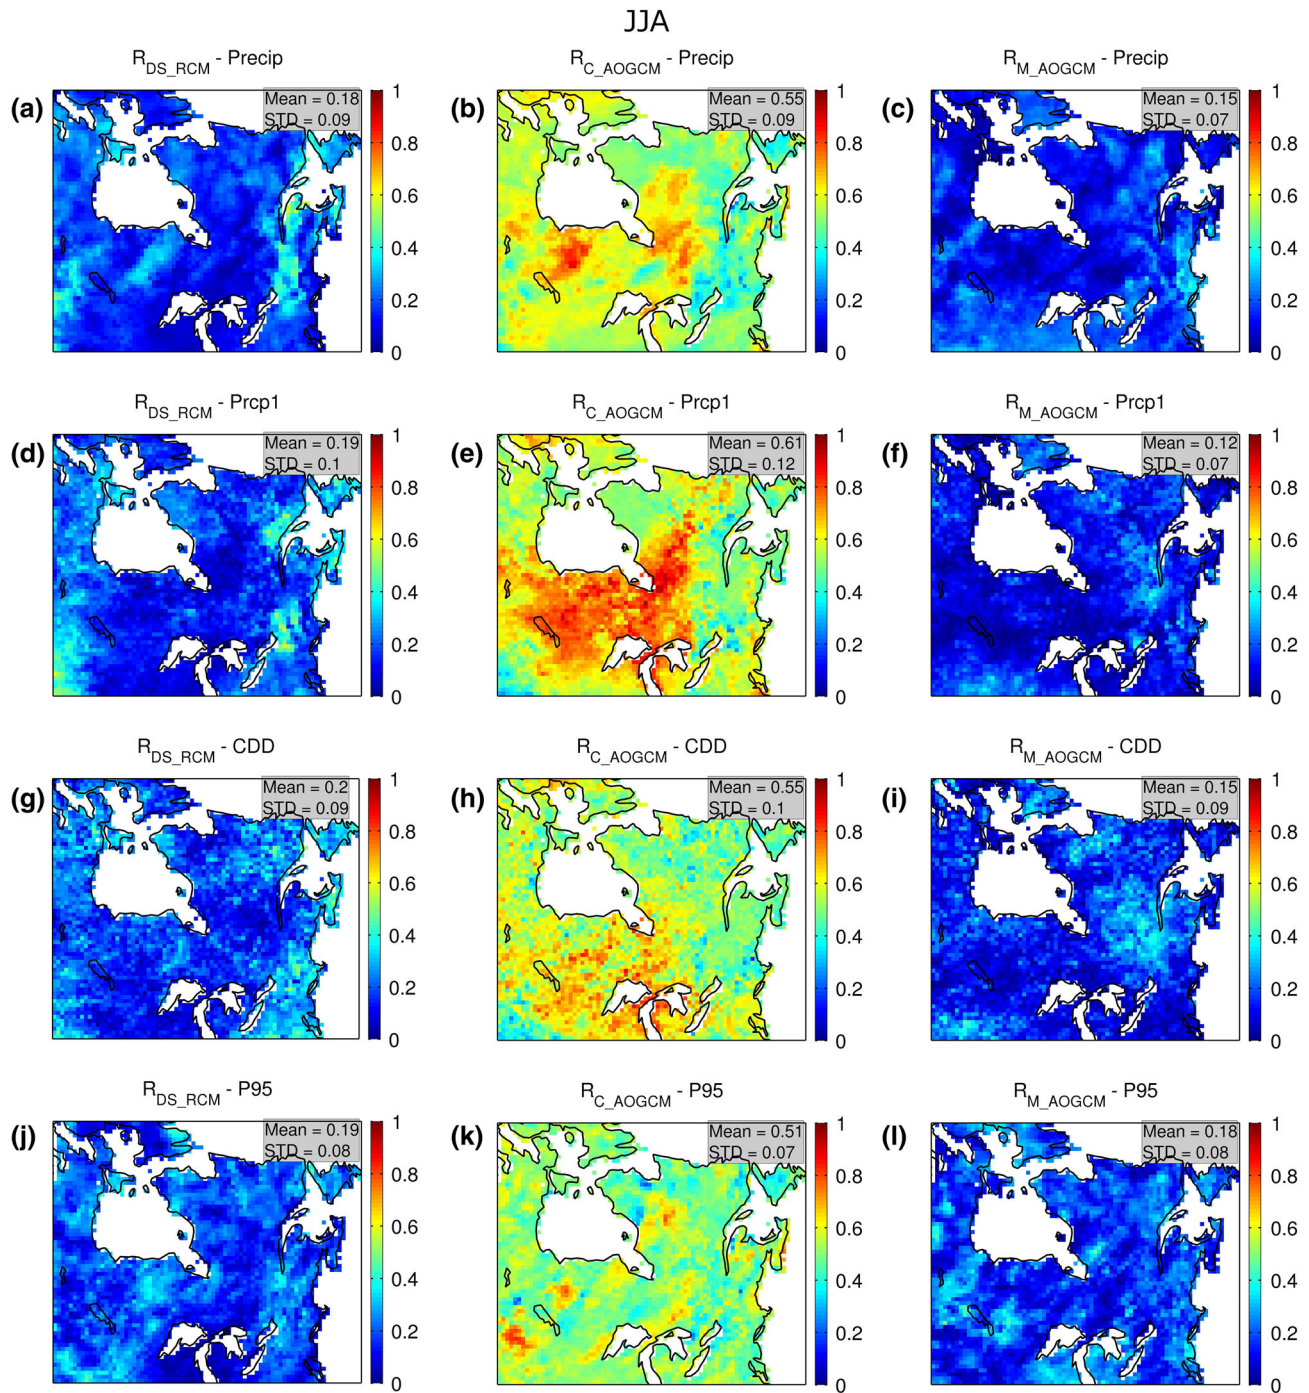 JJA
R_DS_RCM - Precip
R_C_AOGCM - Precip
R_M_AOGCM - Precip
(a)
Mean = 0.18
STD = 0.09
1
0.8
0.6
0.4
0.2
0
(b)
Mean = 0.55
STD = 0.09
1
0.8
0.6
0.4
0.2
0
(c)
Mean = 0.15
STD = 0.07
1
0.8
0.6
0.4
0.2
0
R_DS_RCM - Prcp1
R_C_AOGCM - Prcp1
R_M_AOGCM - Prcp1
(d)
Mean = 0.19
STD = 0.1
1
0.8
0.6
0.4
0.2
0
(e)
Mean = 0.61
STD = 0.12
1
0.8
0.6
0.4
0.2
0
(f)
Mean = 0.12
STD = 0.07
1
0.8
0.6
0.4
0.2
0
R_DS_RCM - CDD
R_C_AOGCM - CDD
R_M_AOGCM - CDD
(g)
Mean = 0.2
STD = 0.09
1
0.8
0.6
0.4
0.2
0
(h)
Mean = 0.55
STD = 0.1
1
0.8
0.6
0.4
0.2
0
(i)
Mean = 0.15
STD = 0.09
1
0.8
0.6
0.4
0.2
0
R_DS_RCM - P95
R_C_AOGCM - P95
R_M_AOGCM - P95
(j)
Mean = 0.19
STD = 0.08
1
0.8
0.6
0.4
0.2
0
(k)
Mean = 0.51
STD = 0.07
1
0.8
0.6
0.4
0.2
0
(l)
Mean = 0.18
STD = 0.08
1
0.8
0.6
0.4
0.2
0